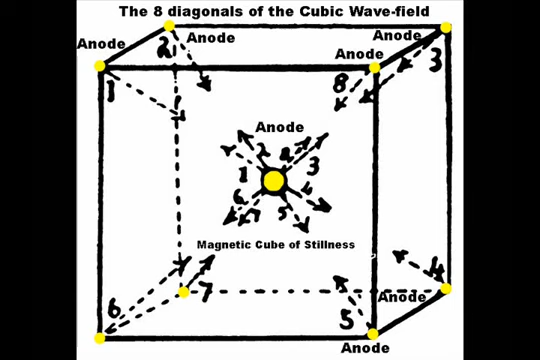 The 8 diagonals of the Cubic Wave-field
Anode
2
Anode
Anode
3
Anode
1
8
Anode
1
2
2
3
6
4
7
5
Magnetic Cube of Stillness
6
7
4
Anode
5
Anode